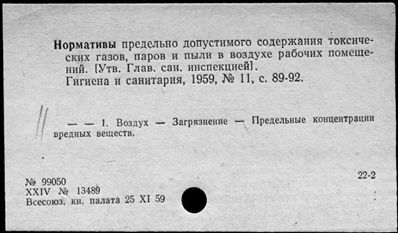 Нормативы предельно допустимого содержания токсиче-
ских газов, паров и пыли в воздухе рабочих помеще-
ний. [Утв. Глав. сан. инспекцией].
Гигиена и санитария, 1959, № 11, с. 89-92.
— — 1. Воздух — Загрязнение — Предельные концентрации
вредных веществ.
22-2
№ 99050
XXIV № 13489
Всесоюз. кн. палата 25 XI 59